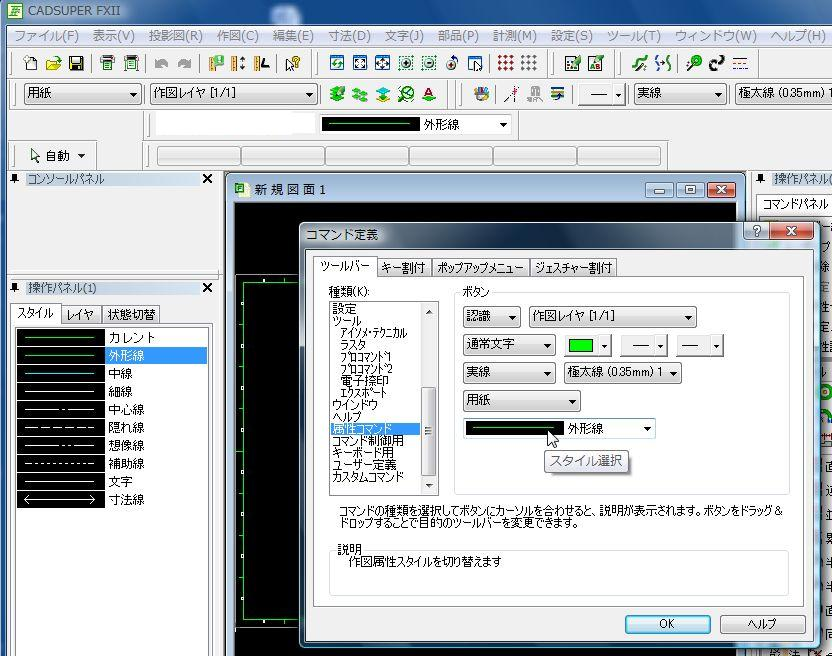 CADSUPER FXII
ファイル(F) 表示(V) 投影図(R) 作図(C) 編集(E) 寸法(D) 文字(J) 部品(P) 計測(M) 設定(S) ツール(T) ウィンドウ(W) ヘルプ(H)
用紙 作図レイヤ [1/1] 実線 極太線 (0.35mm) 1
外形線
自動
コンソールパネル
新規図面1
操作パネル(
コマンドパネル
コマンド定義
ツールバー キー割付 ポップアップメニュー ジェスチャー割付
操作パネル(1)
スタイル レイヤ 状態切替
カレント
外形線
中線
細線
中心線
隠れ線
想像線
補助線
文字
寸法線
種類(K):
設定
ツール
アイソメ・テクニカル
ラスタ
プロコマンド1
プロコマンド2
電子捺印
エクスポート
ウインドウ
ヘルプ
属性コマンド
コマンド制御用
キーボード用
ユーザー定義
カスタムコマンド
ボタン
認識 作図レイヤ [1/1]
通常文字
実線 極太線 (0.35mm) 1
用紙
外形線
スタイル選択
コマンドの種類を選択してボタンにカーソルを合わせると、説明が表示されます。ボタンをドラッグ&
ドロップすることで目的のツールバーを変更できます。
説明
作図属性スタイルを切り替えます
OK ヘルプ